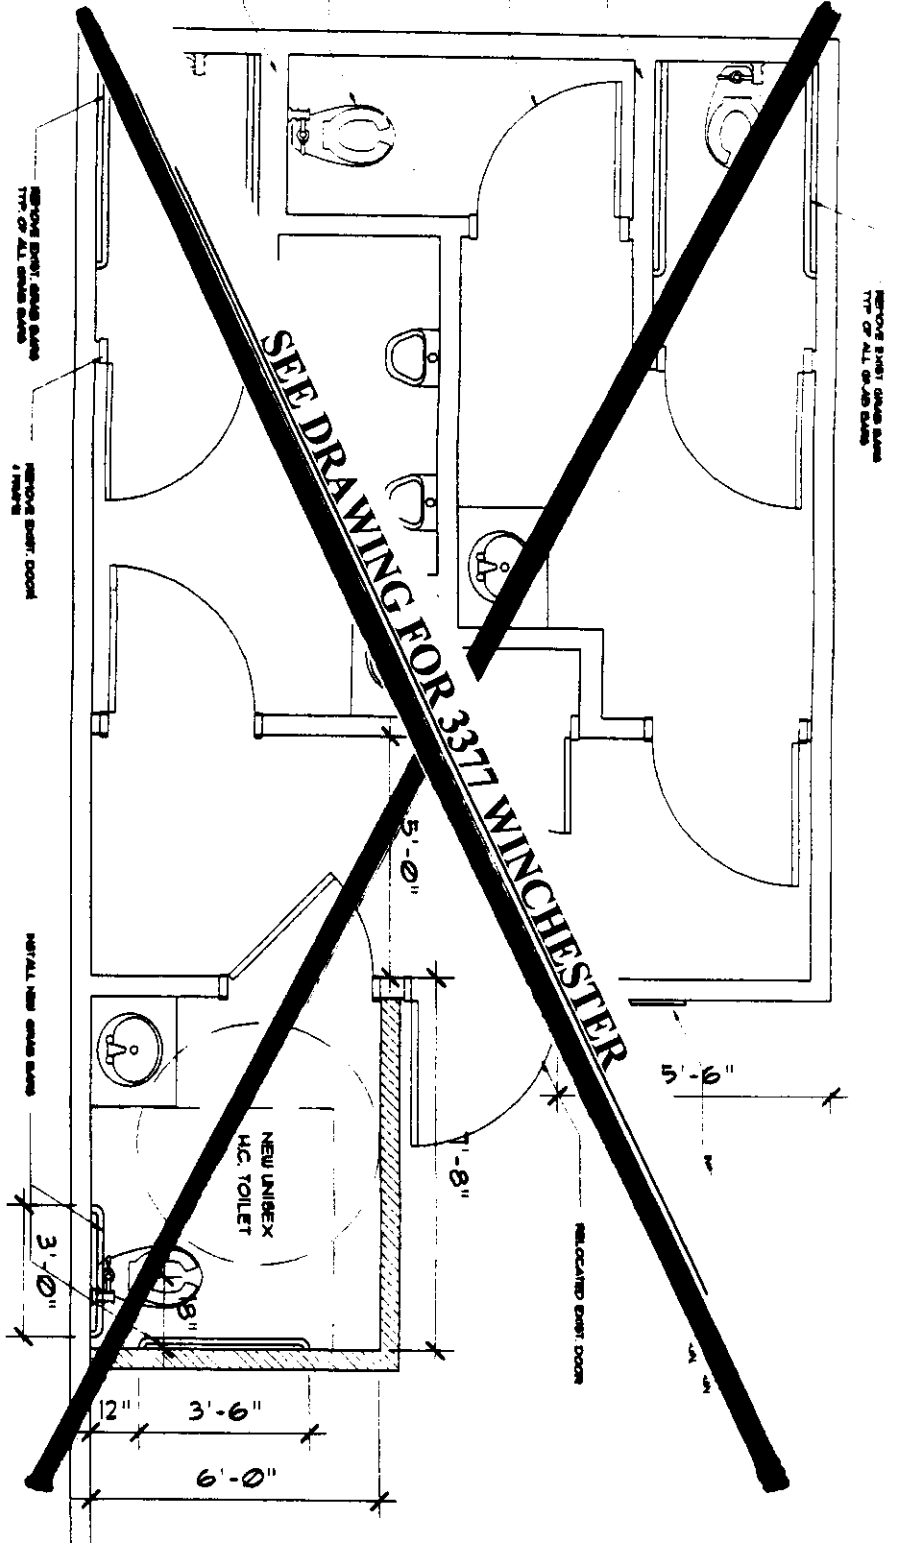 REMOVE EXIST. GRAB BARS
TYP. OF ALL GRAB BARS
REMOVE EXIST GRAB BARS
TYP OF ALL GRAB BARS
REMOVE EXIST. DOOR
& FRAME
SEE DRAWING FOR 3377 WINCHESTER
5'-0"
INSTALL NEW GRAB BARS
5'-6"
7'-8"
NEW UNISEX
H.C. TOILET
RELOCATED EXIST. DOOR
3'-0"
18"
12"
3'-6"
6'-0"